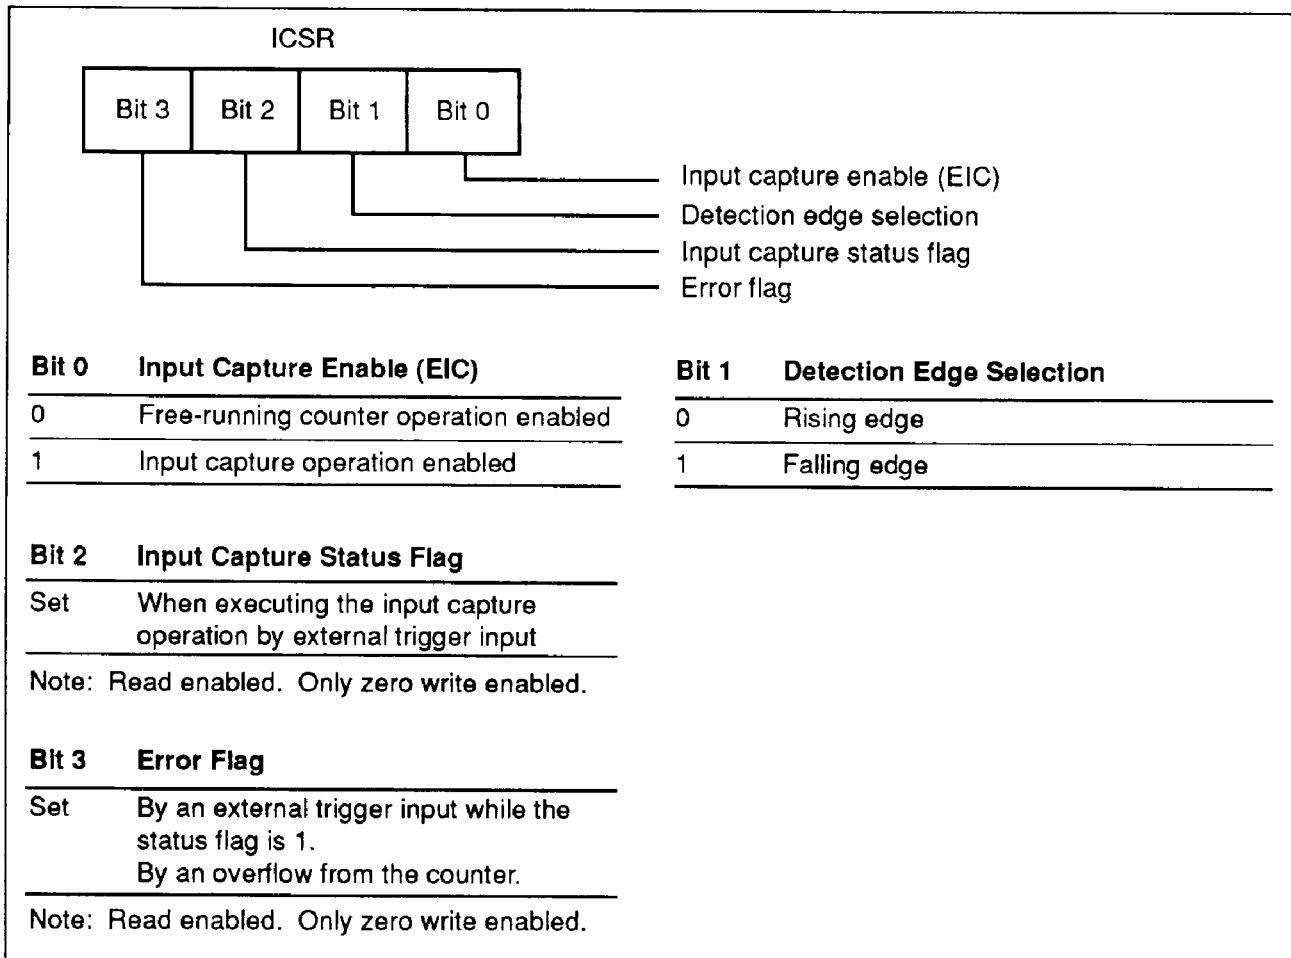 ICSR
Bit 3 Bit 2 Bit 1 Bit 0
Input capture enable (EIC)
Detection edge selection
Input capture status flag
Error flag
Bit 0 Input Capture Enable (EIC)
0 Free-running counter operation enabled
1 Input capture operation enabled
Bit 1 Detection Edge Selection
0 Rising edge
1 Falling edge
Bit 2 Input Capture Status Flag
Set When executing the input capture
operation by external trigger input
Note: Read enabled. Only zero write enabled.
Bit 3 Error Flag
Set By an external trigger input while the
status flag is 1.
By an overflow from the counter.
Note: Read enabled. Only zero write enabled.